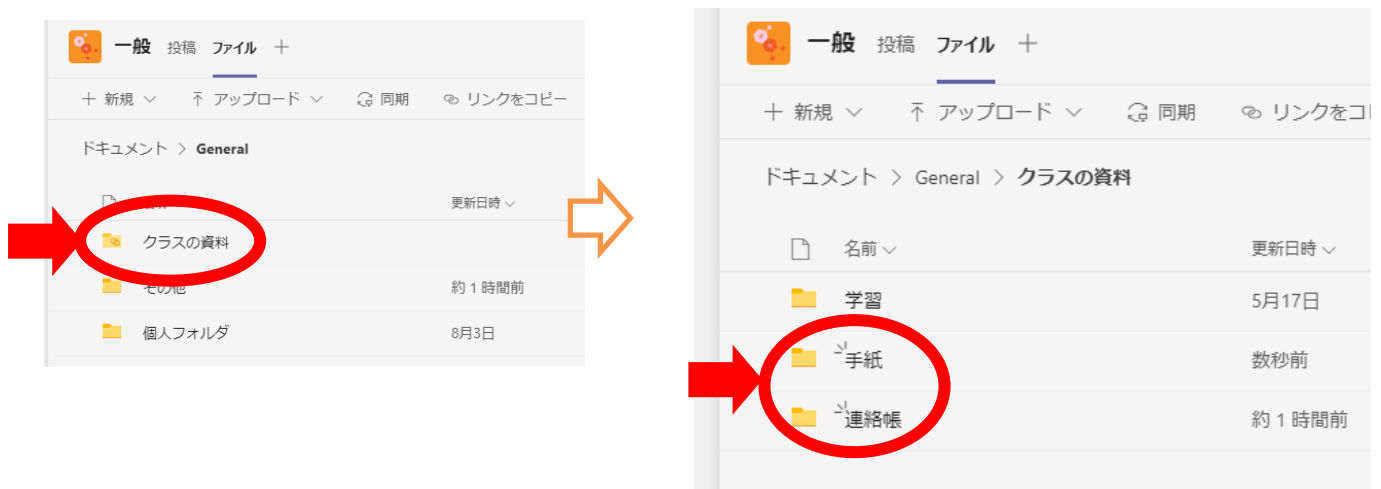 一般 投稿 ファイル
新規 アップロード 同期 リンクをコピー
ドキュメント > General
更新日時
クラスの資料
その他 約 1 時間前
個人フォルダ 8月3日
一般 投稿 ファイル
新規 アップロード 同期 リンクをコ
ドキュメント > General > クラスの資料
名前 更新日時
学習 5月17日
手紙 数秒前
連絡帳 約 1 時間前